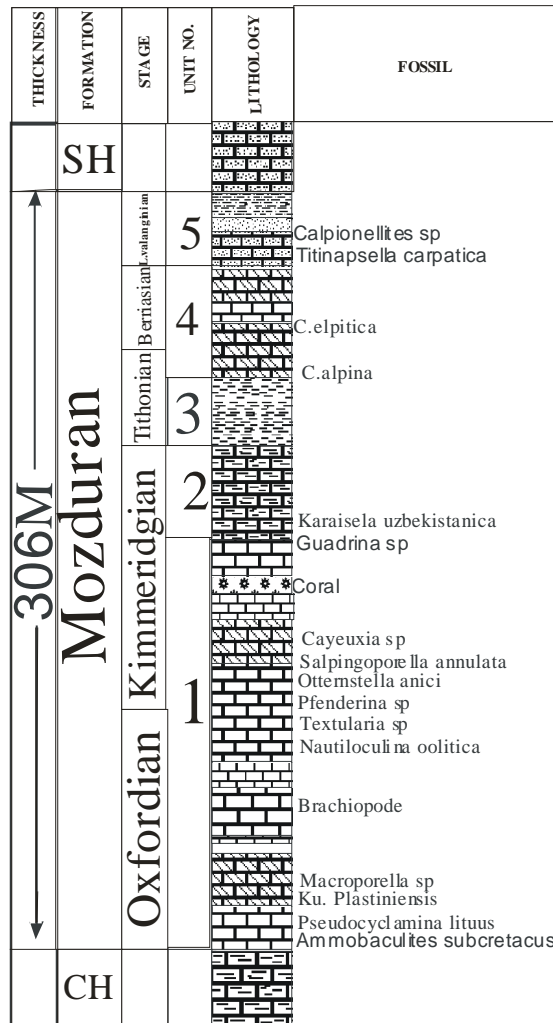 THICKNESS
FORMATION
STAGE
UNIT NO.
LITHOLOGY
FOSSIL
SH
306M
Mozduran
L.valanginian
Berriasian
Tithonian
Kimmeridgian
Oxfordian
5
4
3
2
1
Calpionellites sp
Titinapsella carpatica
C.elpitica
C.alpina
Karaisela uzbekistanica
Guadrina sp
Coral
Cayeuxia sp
Salpingoporella annulata
Otternstella anici
Pfenderina sp
Textularia sp
Nautiloculina oolitica
Brachiopode
Macroporella sp
Ku. Plastiniensis
Pseudocyclamina lituus
Ammobaculites subcretacus
CH